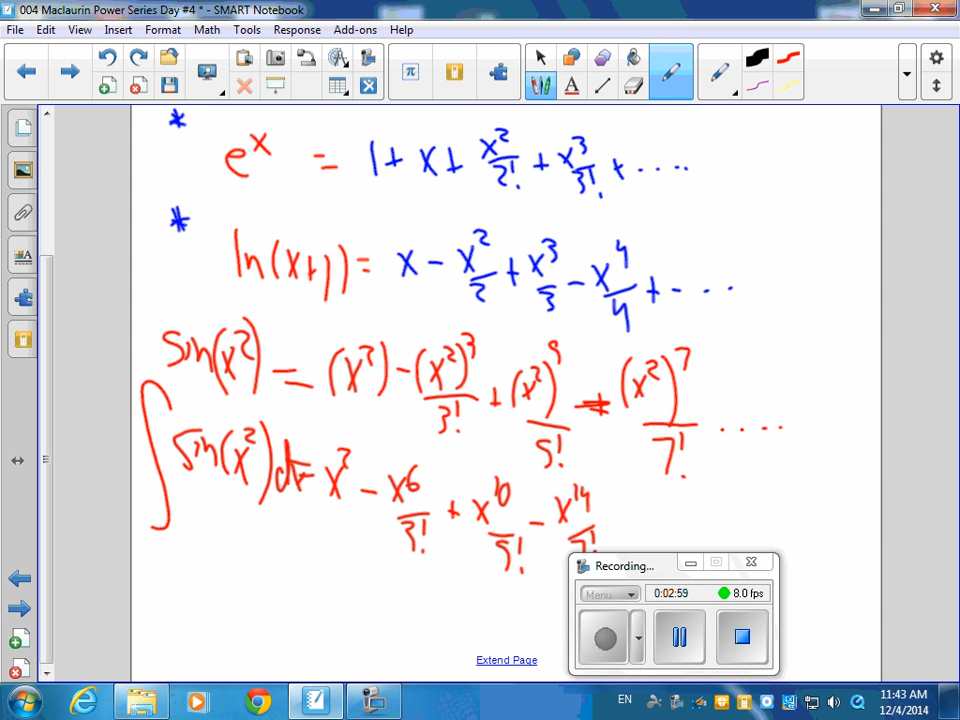 004 Maclaurin Power Series Day #4 * - SMART Notebook
File Edit View Insert Format Math Tools Response Add-ons Help
*
e^x = 1 + x + x^2/2! + x^3/3! + ....
*
ln(x+1) = x - x^2/2 + x^3/3 - x^4/4 + - ...
sin(x^2) = (x^2) - (x^2)^3/3! + (x^2)^5/5! - (x^2)^7/7! ....
∫ sin(x^2) dx = x^2 - x^6/3! + x^10/5! - x^14/7!
Recording...
Menu 0:02:59 8.0 fps
Extend Page
EN 11:43 AM
12/4/2014